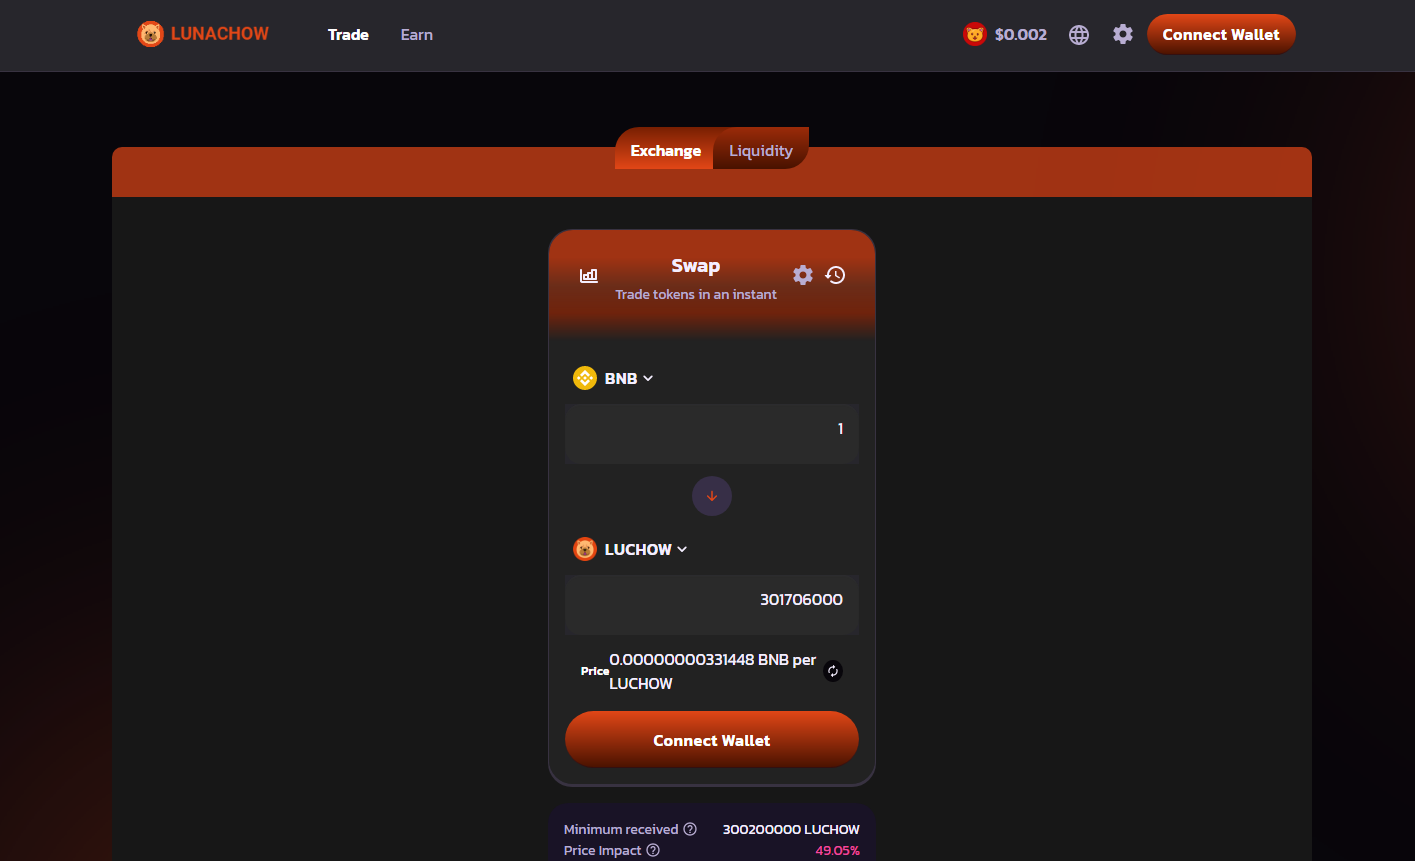 LUNACHOW
Trade
Earn
$0.002
Connect Wallet
Exchange
Liquidity
Swap
Trade tokens in an instant
BNB
1
LUCHOW
301706000
Price
0.00000000331448 BNB per
LUCHOW
Connect Wallet
Minimum received
300200000 LUCHOW
Price Impact
49.05%